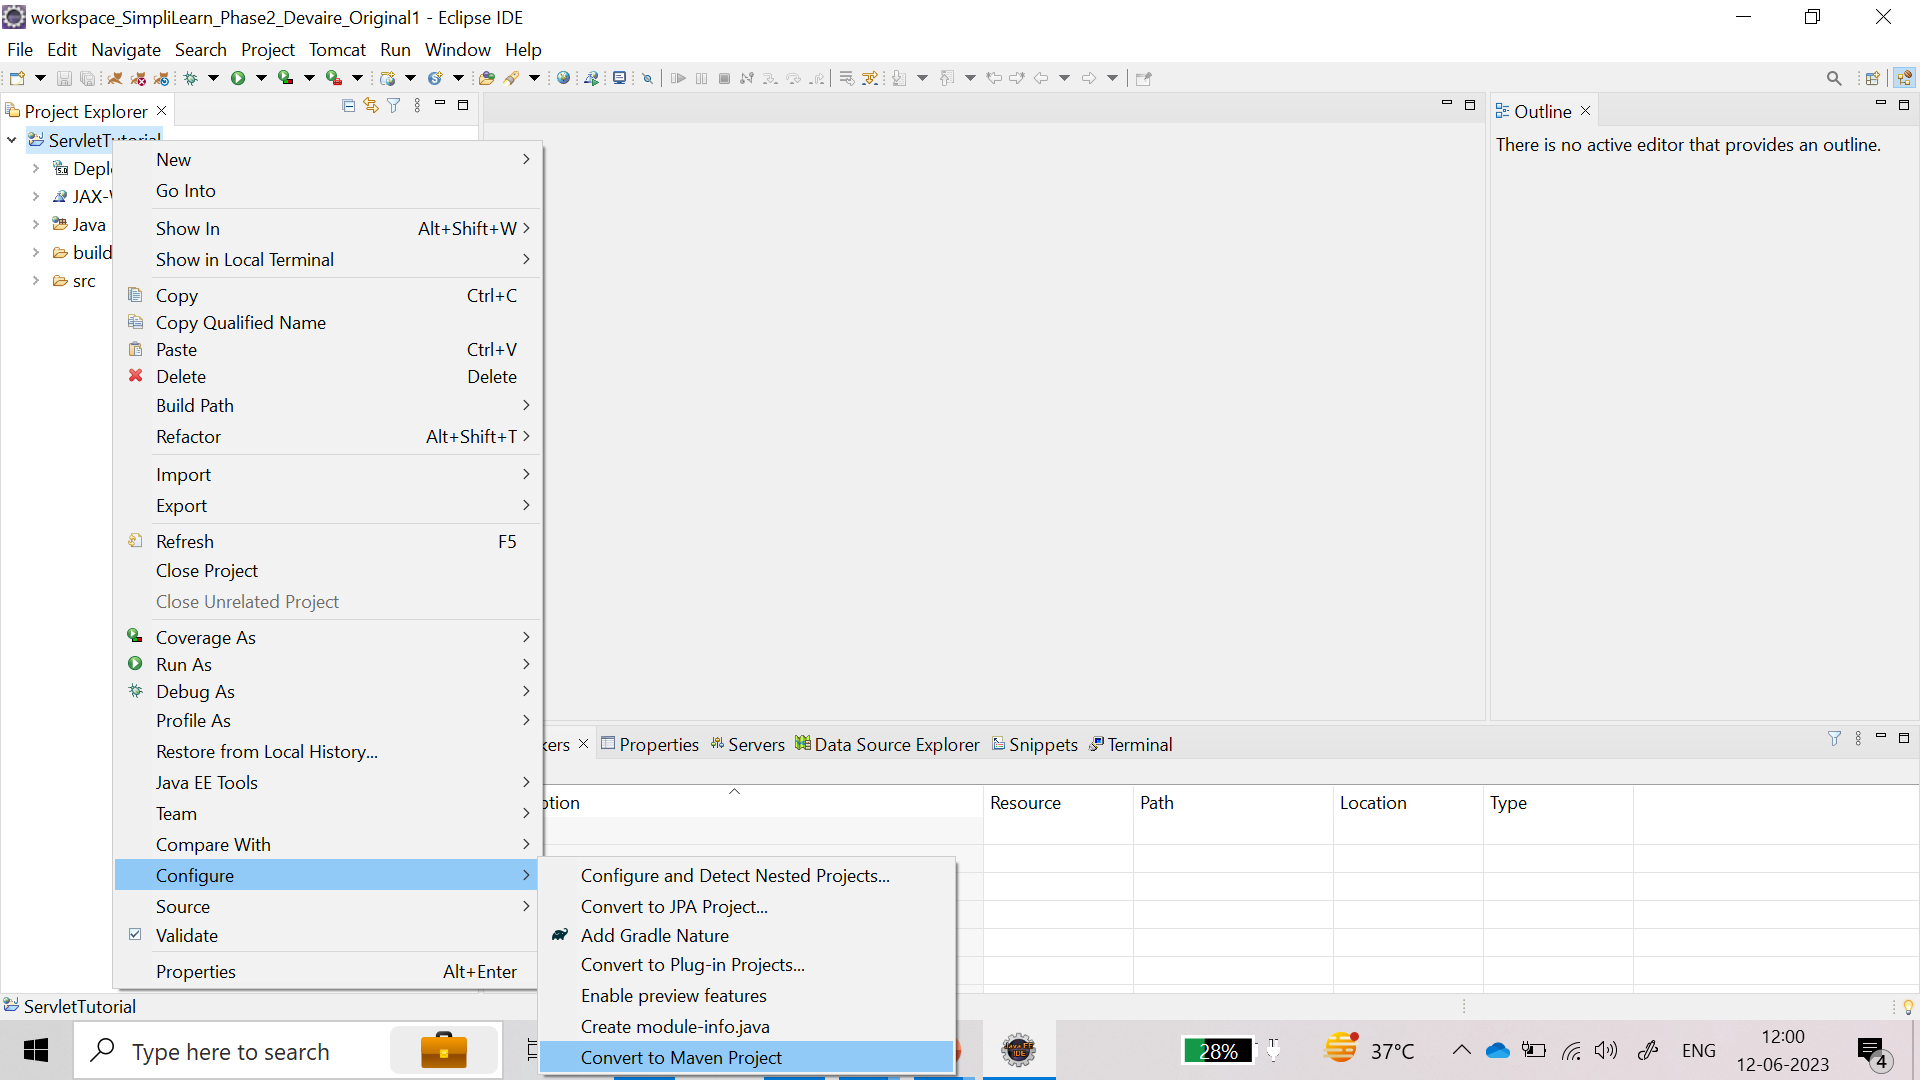 workspace_SimpliLearn_Phase2_Devaire_Original1 - Eclipse IDE
File Edit Navigate Search Project Tomcat Run Window Help
Project Explorer
Outline
There is no active editor that provides an outline.
New
Go Into
Show In Alt+Shift+W
Show in Local Terminal
Java
build
src
Copy Ctrl+C
Copy Qualified Name
Paste Ctrl+V
Delete Delete
Build Path
Refactor Alt+Shift+T
Import
Export
Refresh F5
Close Project
Close Unrelated Project
Coverage As
Run As
Debug As
Profile As
Restore from Local History...
Java EE Tools
Team
Compare With
Configure
Source
Validate
Properties Alt+Enter
Configure and Detect Nested Projects...
Convert to JPA Project...
Add Gradle Nature
Convert to Plug-in Projects...
Enable preview features
Create module-info.java
Convert to Maven Project
Properties Servers Data Source Explorer Snippets Terminal
Resource Path Location Type
ServletTutorial
Type here to search
28%
37°C
ENG
12:00
12-06-2023
4